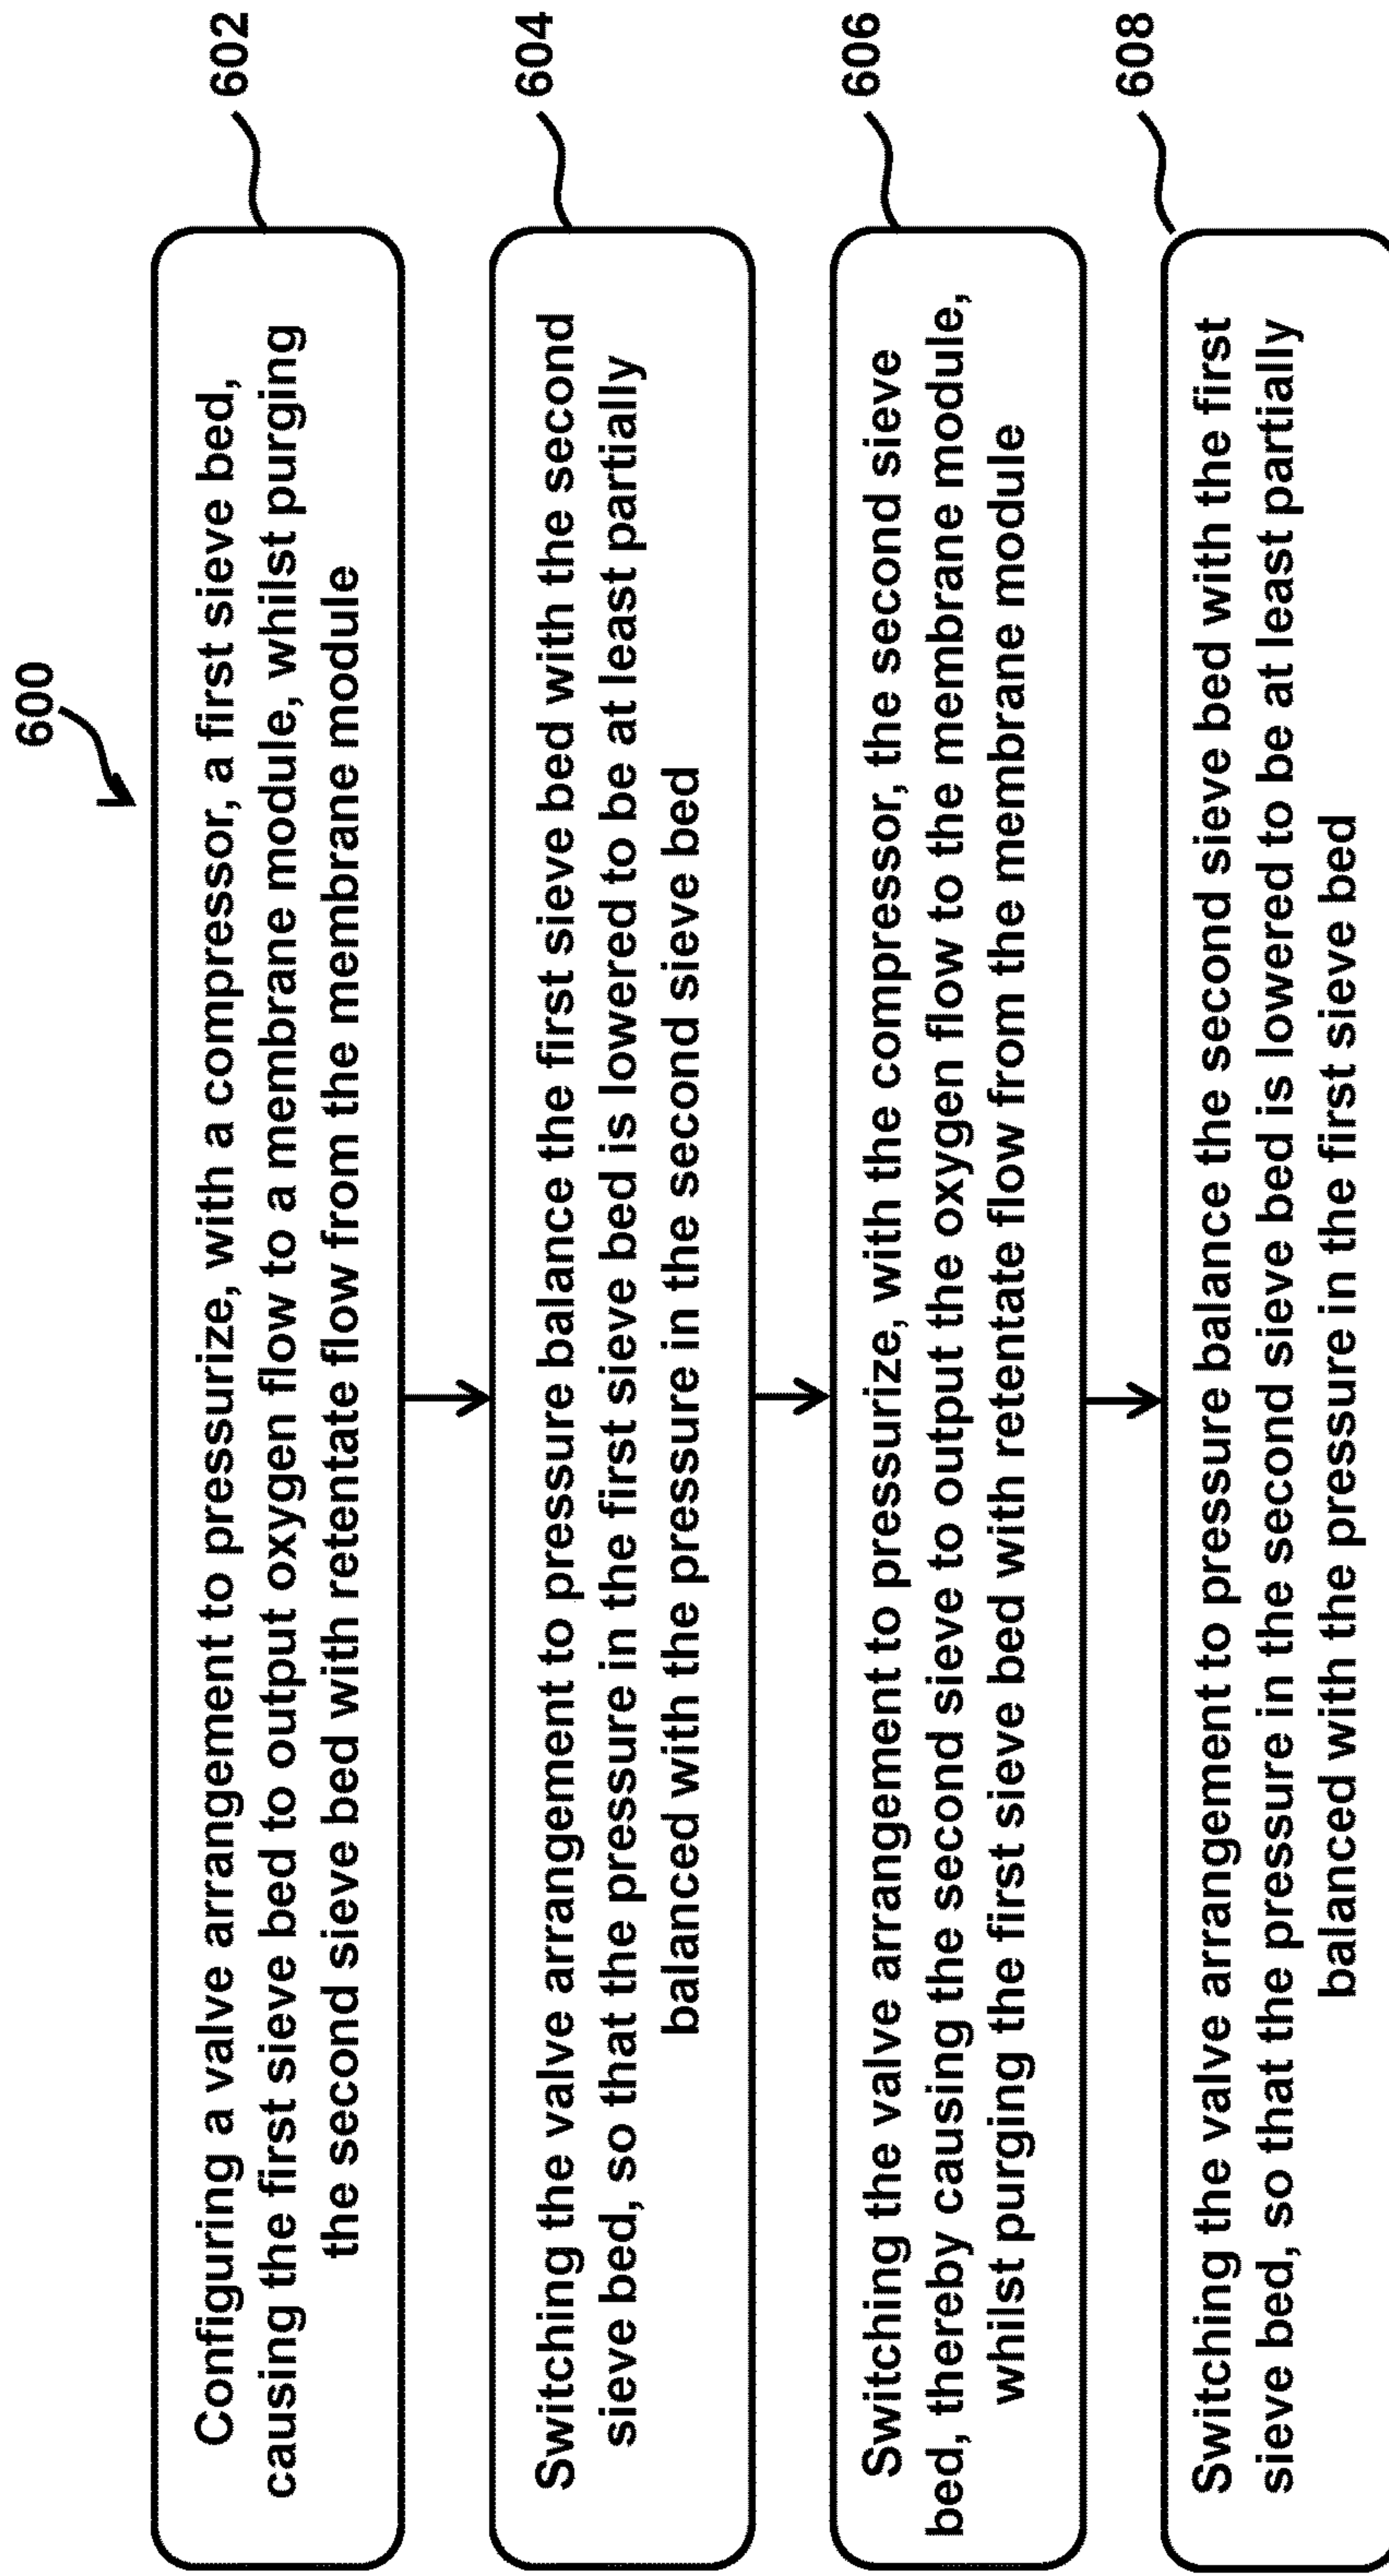 600
Configuring a valve arrangement to pressurize, with a compressor, a first sieve bed,
causing the first sieve bed to output oxygen flow to a membrane module, whilst purging
the second sieve bed with retentate flow from the membrane module
602
Switching the valve arrangement to pressure balance the first sieve bed with the second
sieve bed, so that the pressure in the first sieve bed is lowered to be at least partially
balanced with the pressure in the second sieve bed
604
Switching the valve arrangement to pressurize, with the compressor, the second sieve
bed, thereby causing the second sieve to output the oxygen flow to the membrane module,
whilst purging the first sieve bed with retentate flow from the membrane module
606
Switching the valve arrangement to pressure balance the second sieve bed with the first
sieve bed, so that the pressure in the second sieve bed is lowered to be at least partially
balanced with the pressure in the first sieve bed
608